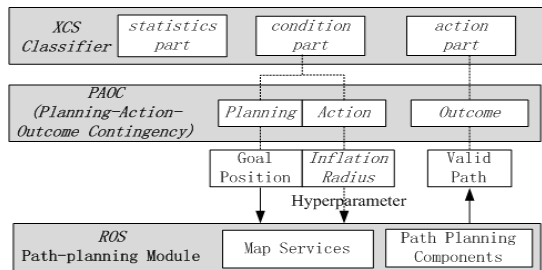 XCS
Classifier
statistics
part
condition
part
action
part
PAOC
(Planning-Action-
Outcome Contingency)
Planning
Action
Outcome
Goal
Position
Inflation
Radius
Valid
Path
Hyperparameter
ROS
Path-planning Module
Map Services
Path Planning
Components